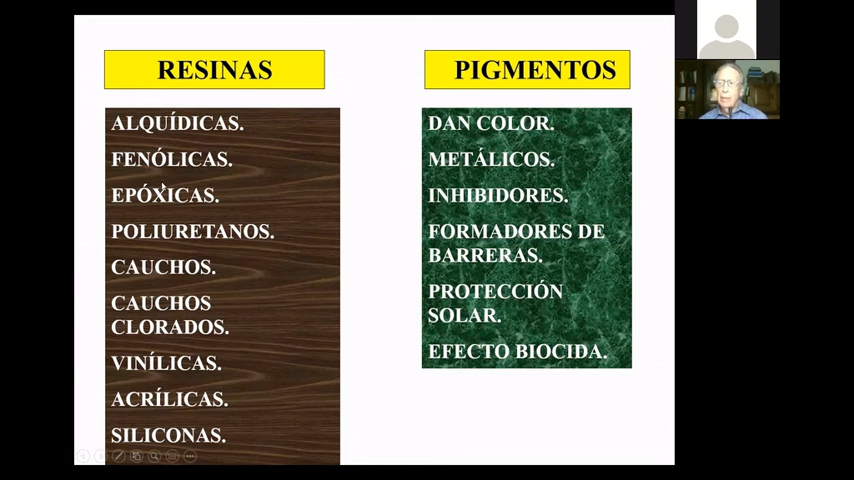 RESINAS
ALQUÍDICAS.
FENÓLICAS.
EPÓXICAS.
POLIURETANOS.
CAUCHOS.
CAUCHOS
CLORADOS.
VINÍLICAS.
ACRÍLICAS.
SILICONAS.
PIGMENTOS
DAN COLOR.
METÁLICOS.
INHIBIDORES.
FORMADORES DE
BARRERAS.
PROTECCIÓN
SOLAR.
EFECTO BIOCIDA.